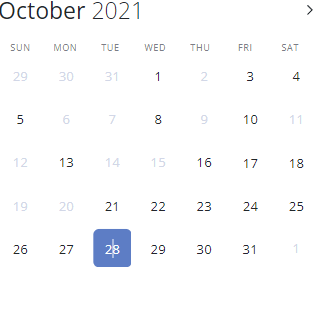 October 2021
SUN MON TUE WED THU FRI SAT
29 30 31 1 2 3 4
5 6 7 8 9 10 11
12 13 14 15 16 17 18
19 20 21 22 23 24 25
26 27 28 29 30 31 1